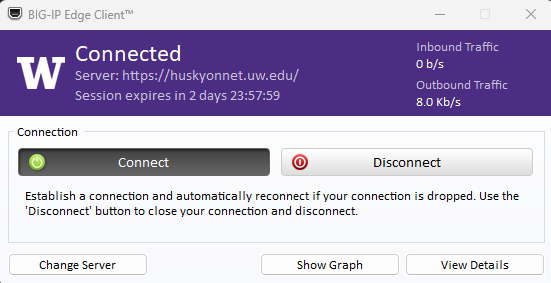 BIG-IP Edge Client™
W
Connected
Server: https://huskyonnet.uw.edu/
Session expires in 2 days 23:57:59
Inbound Traffic
0 b/s
Outbound Traffic
8.0 Kb/s
Connection
Connect
Disconnect
Establish a connection and automatically reconnect if your connection is dropped. Use the
'Disconnect' button to close your connection and disconnect.
Change Server
Show Graph
View Details